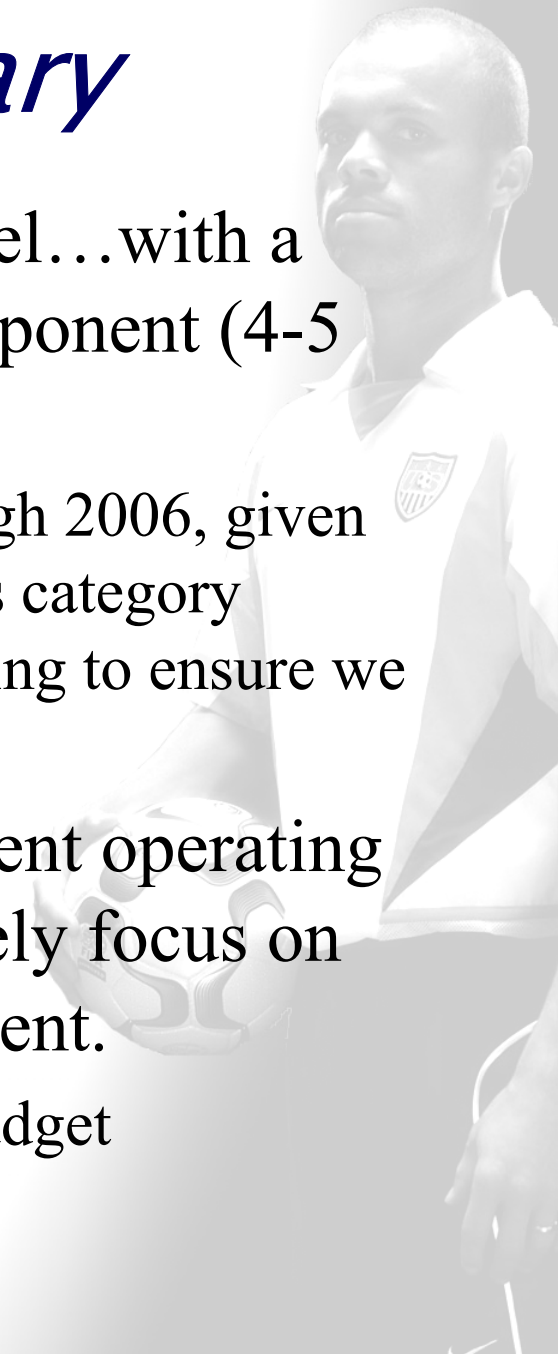 ary
el…with a
ponent (4-5
gh 2006, given
s category
ing to ensure we
ent operating
ely focus on
ent.
dget